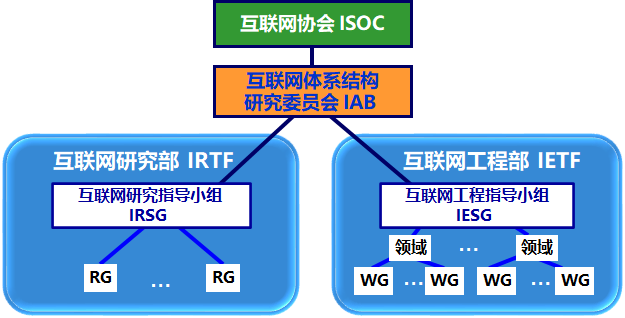 互联网协会 ISOC
互联网体系结构
研究委员会 IAB
互联网研究部 IRTF
互联网研究指导小组
IRSG
RG
…
RG
互联网工程部 IETF
互联网工程指导小组
IESG
领域
…
领域
WG
…
WG
WG
…
WG